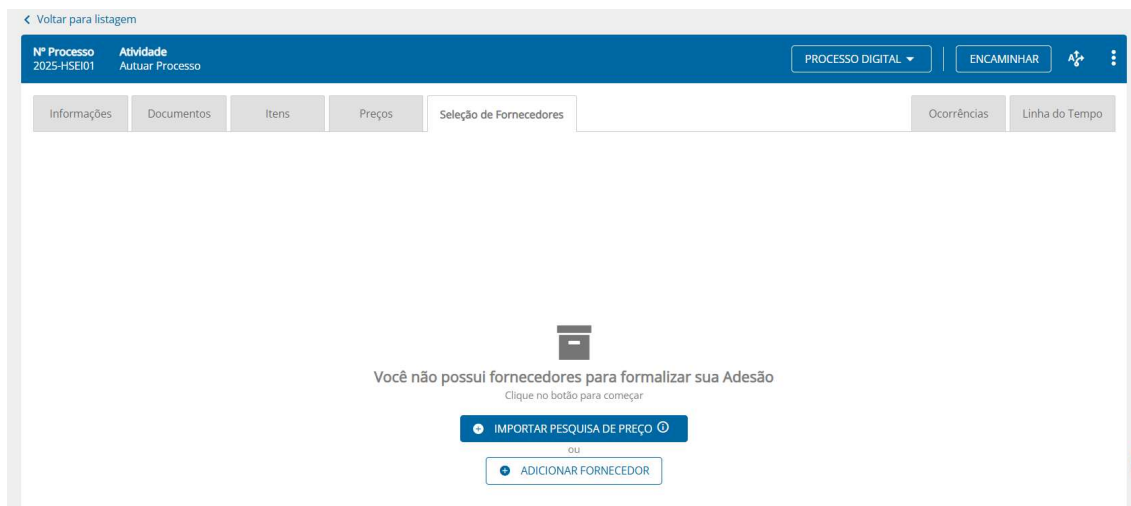 Voltar para listagem
Nº Processo Atividade
2025-HSEI01 Autuar Processo
PROCESSO DIGITAL
ENCAMINHAR
Informações
Documentos
Itens
Preços
Seleção de Fornecedores
Ocorrências
Linha do Tempo
Você não possui fornecedores para formalizar sua Adesão
Clique no botão para começar
IMPORTAR PESQUISA DE PREÇO
ou
ADICIONAR FORNECEDOR